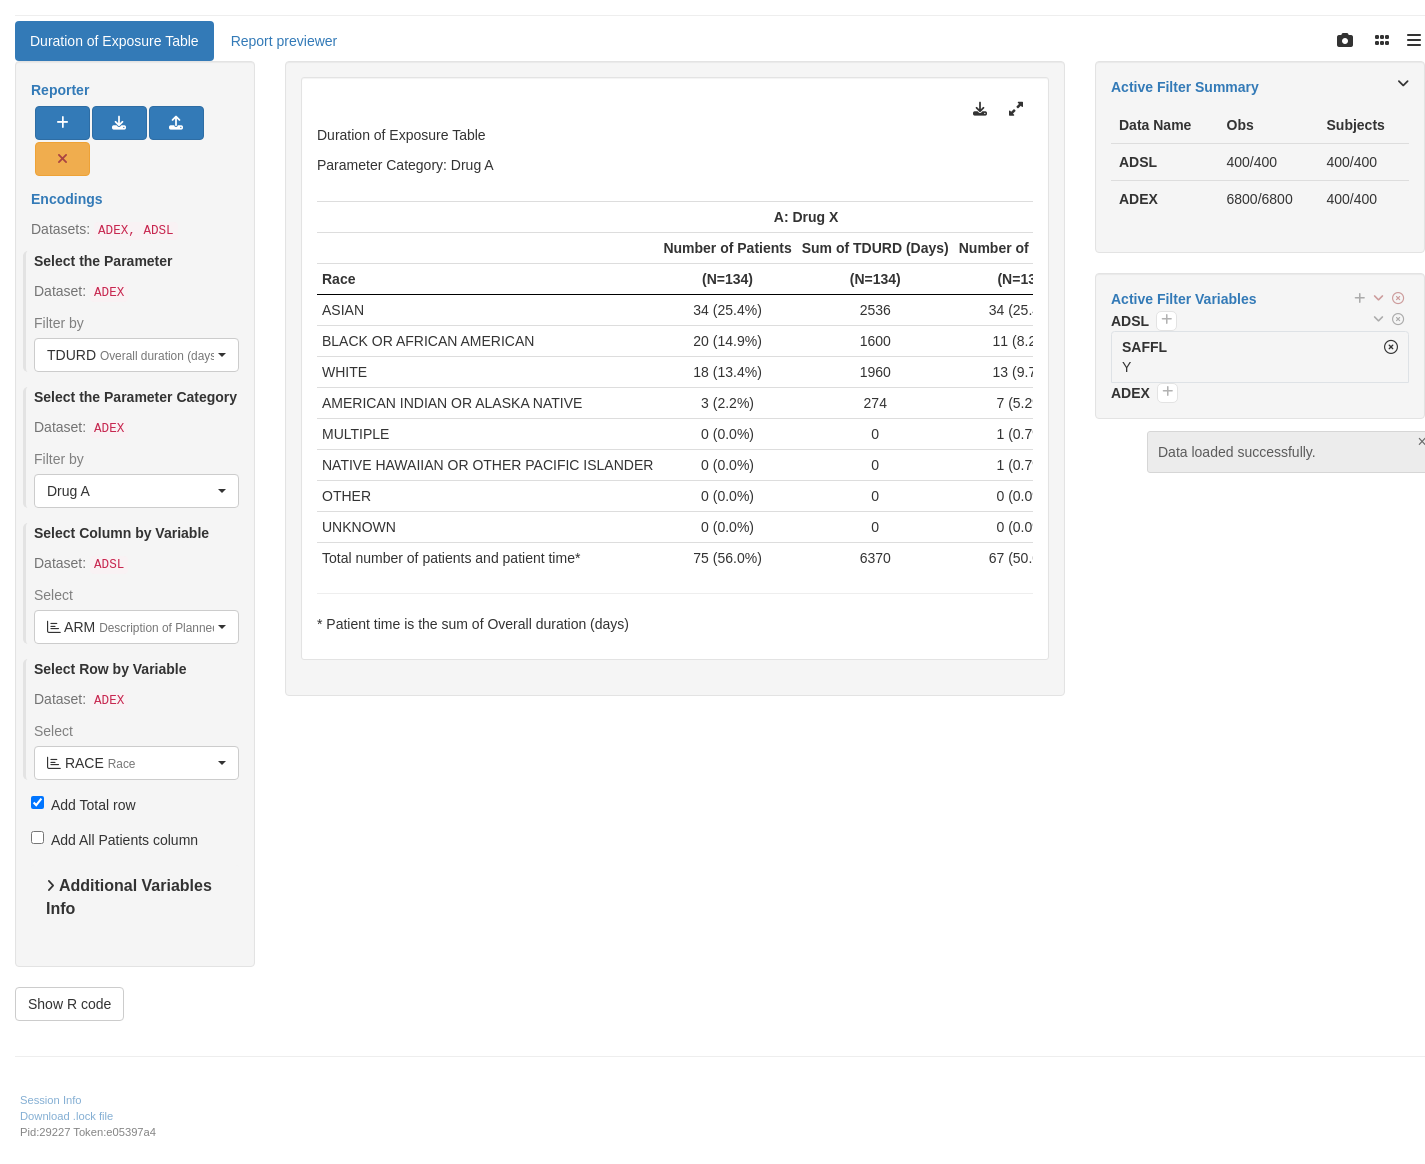 Duration of Exposure Table
Report previewer
Reporter
Encodings
Datasets: ADEX, ADSL
Select the Parameter
Dataset: ADEX
Filter by
TDURD Overall duration (days
Select the Parameter Category
Dataset: ADEX
Filter by
Drug A
Select Column by Variable
Dataset: ADSL
Select
ARM Description of Planne
Select Row by Variable
Dataset: ADEX
Select
RACE Race
Add Total row
Add All Patients column
Additional Variables
Info
Show R code
Duration of Exposure Table
Parameter Category: Drug A
A: Drug X
Number of Patients Sum of TDURD (Days) Number of
Race (N=134) (N=134) (N=13
ASIAN 34 (25.4%) 2536 34 (25.
BLACK OR AFRICAN AMERICAN 20 (14.9%) 1600 11 (8.2
WHITE 18 (13.4%) 1960 13 (9.7
AMERICAN INDIAN OR ALASKA NATIVE 3 (2.2%) 274 7 (5.2
MULTIPLE 0 (0.0%) 0 1 (0.7
NATIVE HAWAIIAN OR OTHER PACIFIC ISLANDER 0 (0.0%) 0 1 (0.7
OTHER 0 (0.0%) 0 0 (0.0
UNKNOWN 0 (0.0%) 0 0 (0.0
Total number of patients and patient time* 75 (56.0%) 6370 67 (50.
* Patient time is the sum of Overall duration (days)
Active Filter Summary
Data Name Obs Subjects
ADSL 400/400 400/400
ADEX 6800/6800 400/400
Active Filter Variables
ADSL
SAFFL
Y
ADEX
Data loaded successfully.
Session Info
Download .lock file
Pid:29227 Token:e05397a4